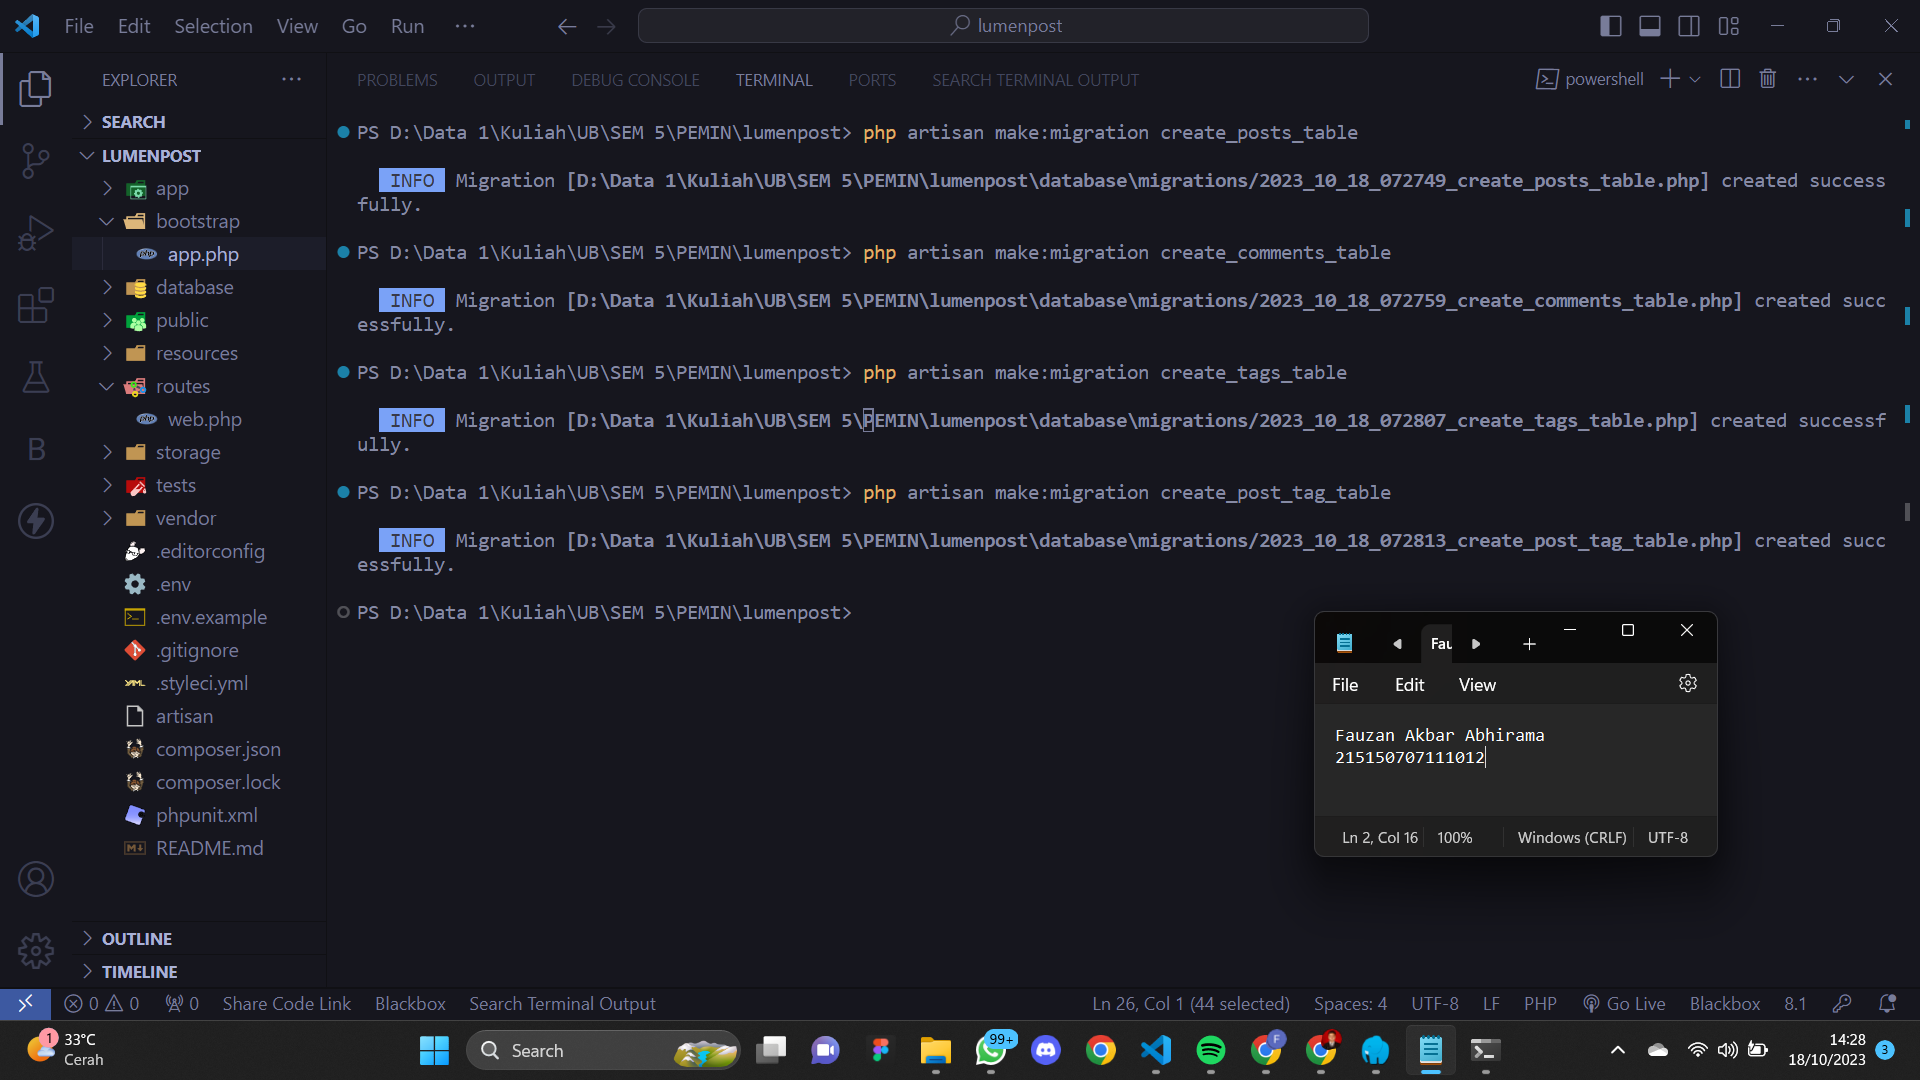 File Edit Selection View Go Run ··· lumenpost
EXPLORER ···
SEARCH
LUMENPOST
app
bootstrap
app.php
database
public
resources
routes
web.php
storage
tests
vendor
.editorconfig
.env
.env.example
.gitignore
.styleci.yml
artisan
composer.json
composer.lock
phpunit.xml
README.md
OUTLINE
TIMELINE
B
PROBLEMS OUTPUT DEBUG CONSOLE TERMINAL PORTS SEARCH TERMINAL OUTPUT powershell
PS D:\Data 1\Kuliah\UB\SEM 5\PEMIN\lumenpost> php artisan make:migration create_posts_table
INFO Migration [D:\Data 1\Kuliah\UB\SEM 5\PEMIN\lumenpost\database\migrations/2023_10_18_072749_create_posts_table.php] created success
fully.
PS D:\Data 1\Kuliah\UB\SEM 5\PEMIN\lumenpost> php artisan make:migration create_comments_table
INFO Migration [D:\Data 1\Kuliah\UB\SEM 5\PEMIN\lumenpost\database\migrations/2023_10_18_072759_create_comments_table.php] created succ
essfully.
PS D:\Data 1\Kuliah\UB\SEM 5\PEMIN\lumenpost> php artisan make:migration create_tags_table
INFO Migration [D:\Data 1\Kuliah\UB\SEM 5\PEMIN\lumenpost\database\migrations/2023_10_18_072807_create_tags_table.php] created successf
ully.
PS D:\Data 1\Kuliah\UB\SEM 5\PEMIN\lumenpost> php artisan make:migration create_post_tag_table
INFO Migration [D:\Data 1\Kuliah\UB\SEM 5\PEMIN\lumenpost\database\migrations/2023_10_18_072813_create_post_tag_table.php] created succ
essfully.
PS D:\Data 1\Kuliah\UB\SEM 5\PEMIN\lumenpost>
Fau
File Edit View
Fauzan Akbar Abhirama
215150707111012
Ln 2, Col 16 100% Windows (CRLF) UTF-8
0 0 0 Share Code Link Blackbox Search Terminal Output Ln 26, Col 1 (44 selected) Spaces: 4 UTF-8 LF PHP Go Live Blackbox 8.1
1 33°C
Cerah
Search
99+
F
14:28
18/10/2023 3